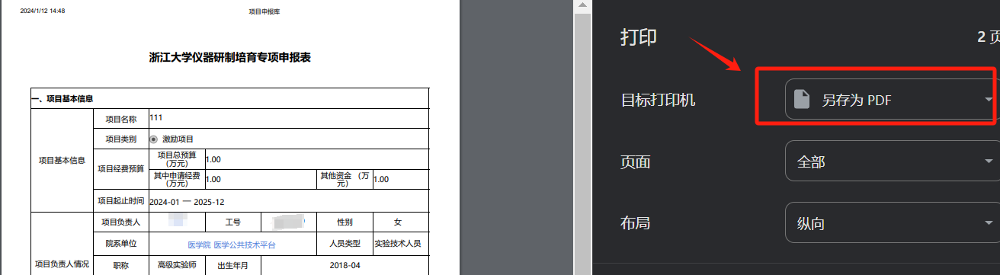 2024/1/12 14:48
项目申报库
浙江大学仪器研制培育专项申报表
一、项目基本信息
项目基本信息
项目名称
111
项目类别
激励项目
项目经费预算
项目总预算
(万元)
1.00
其中申请经费
(万元)
1.00
其他资金 （万
元）
1.00
项目起止时间
2024-01 一 2025-12
项目负责人情况
项目负责人
工号
性别
女
院系单位
医学院 医学公共技术平台
人员类型
实验技术人员
职称
高级实验师
出生年月
2018-04
打印
2 页
目标打印机
另存为 PDF
页面
全部
布局
纵向